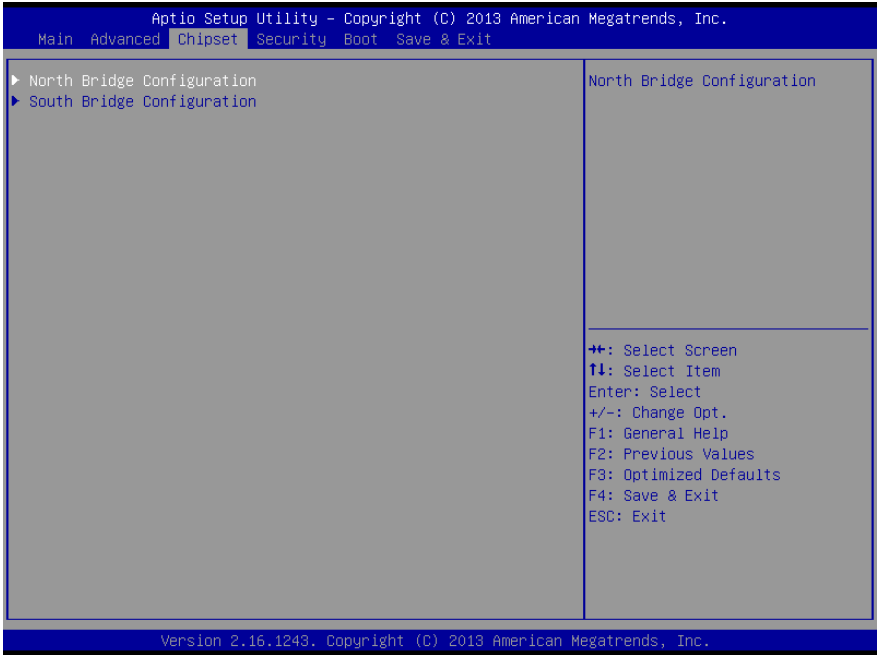 Aptio Setup Utility – Copyright (C) 2013 American Megatrends, Inc.
Main Advanced Chipset Security Boot Save & Exit
▶ North Bridge Configuration
▶ South Bridge Configuration
North Bridge Configuration
→←: Select Screen
↑↓: Select Item
Enter: Select
+/-: Change Opt.
F1: General Help
F2: Previous Values
F3: Optimized Defaults
F4: Save & Exit
ESC: Exit
Version 2.16.1243. Copyright (C) 2013 American Megatrends, Inc.